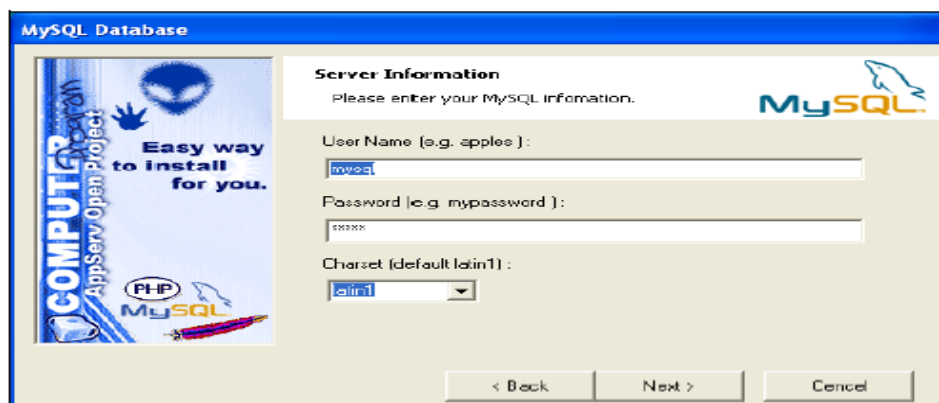 MySQL Database
COMPUTER
Program
AppServ Open Project
Easy way
to install
for you.
PHP
MySQL
Server Information
Please enter your MySQL infomation.
MySQL
User Name (e.g. apples ) :
mysql
Password (e.g. mypassword ) :
*****
Charset (default latin1) :
latin1
< Back
Next >
Cancel